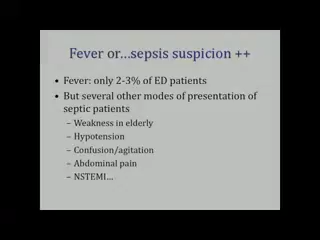 Fever or...sepsis suspicion ++
• Fever: only 2-3% of ED patients
• But several other modes of presentation of
septic patients
– Weakness in elderly
– Hypotension
– Confusion/agitation
– Abdominal pain
– NSTEMI...